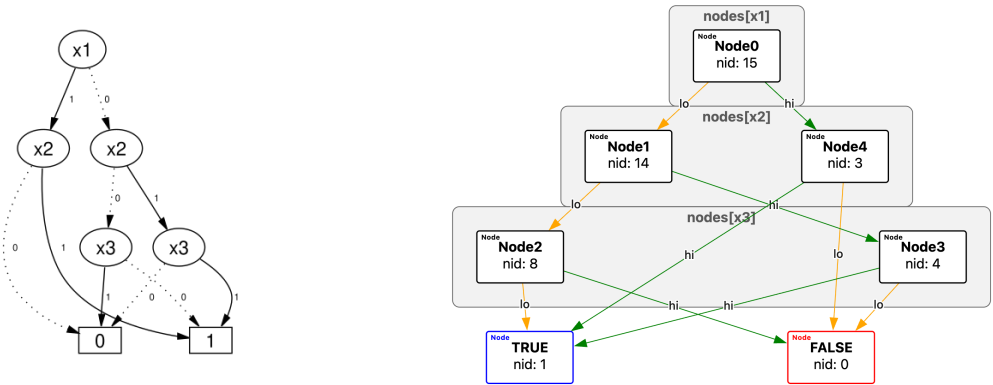 x1
1
0
x2
x2
0
1
0
1
x3
x3
1
0
0
1
0
1
nodes[x1]
Node
Node0
nid: 15
lo
hi
nodes[x2]
Node
Node1
nid: 14
Node
Node4
nid: 3
lo
hi
nodes[x3]
Node
Node2
nid: 8
Node
Node3
nid: 4
hi
lo
lo
hi
hi
lo
Node
TRUE
nid: 1
Node
FALSE
nid: 0